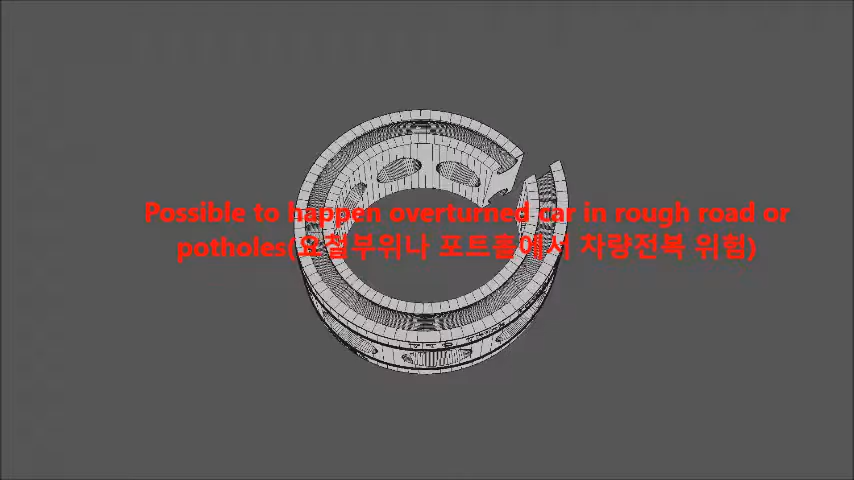 Possible to happen overturned car in rough road or
potholes(요철부위나 포트홀에서 차량전복 위험)